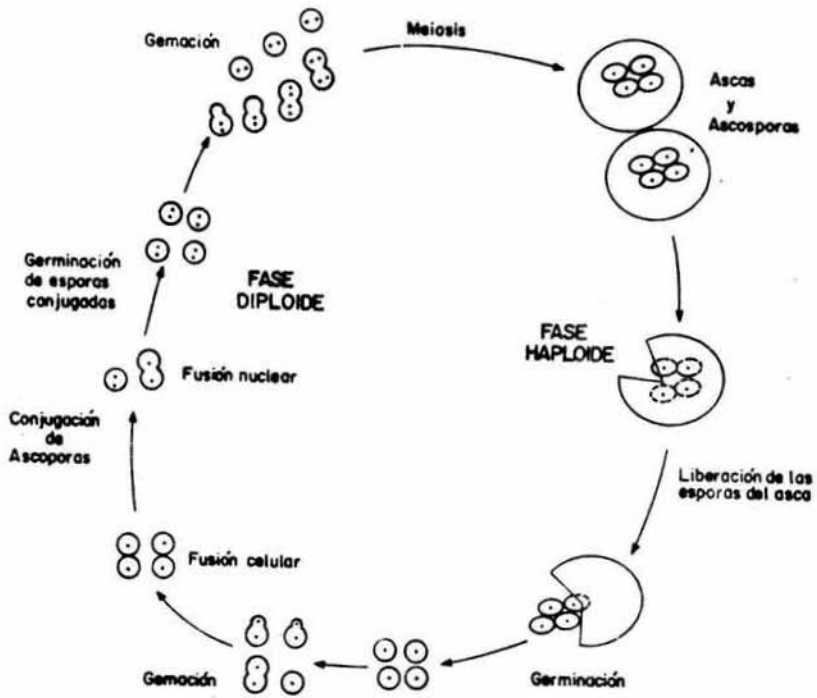 Gemación
Meiosis
Ascas
y
Ascosporas
Germinación
de esporas
conjugadas
FASE
DIPLOIDE
FASE
HAPLOIDE
Fusión nuclear
Conjugación
de
Ascoporas
Liberación de las
esporas del asca
Fusión celular
Gemación
Germinación